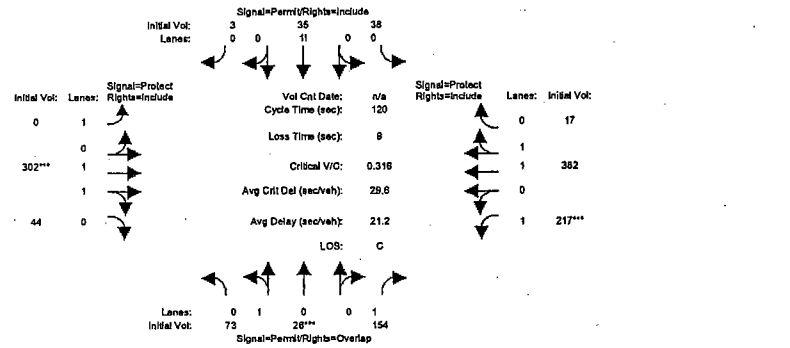 Signal=Permit/Rights=Include
Initial Vol: 3 35 38
Lanes: 0 0 1! 0 0
Signal=Protect
Initial Vol: Lanes: Rights=Include
Vol Cnt Date: n/a
Signal=Protect
Rights=Include Lanes: Initial Vol:
Cycle Time (sec): 120
0 1
0 17
Loss Time (sec): 9
0
1
302*** 1
Critical V/C: 0.316
1 382
1
Avg Crit Del (sec/veh): 29.6
0
44 0
Avg Delay (sec/veh): 21.2
1 217***
LOS: C
Lanes: 0 1 0 0 1
Initial Vol: 73 26*** 154
Signal=Permit/Rights=Overlap